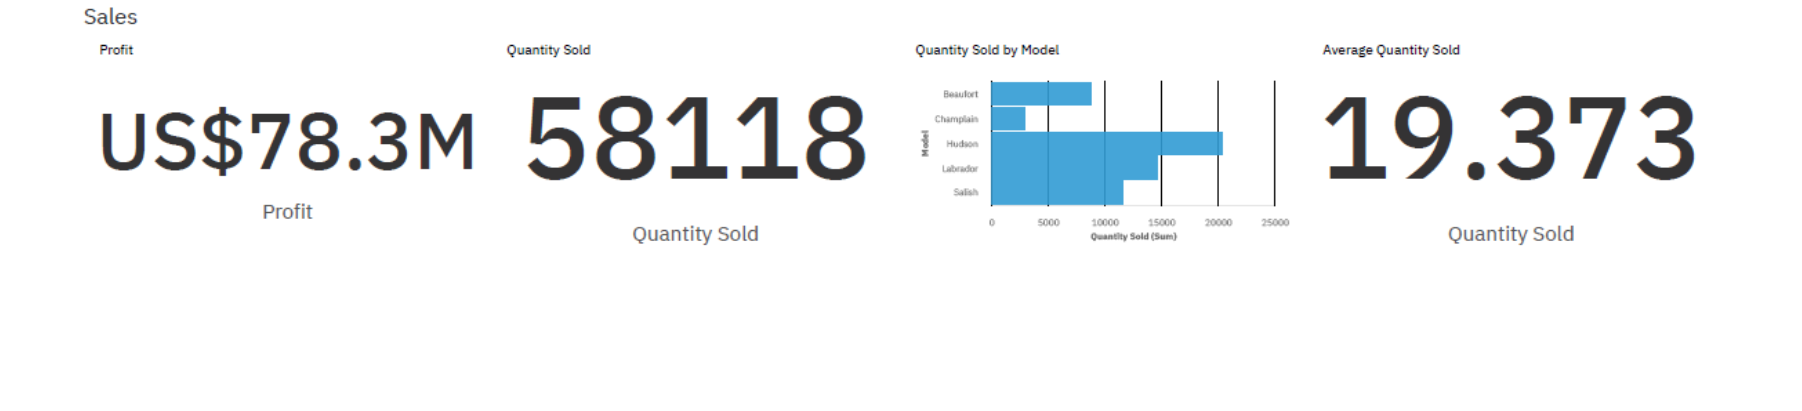 Sales
Profit
US$78.3M
Profit
Quantity Sold
58118
Quantity Sold
Quantity Sold by Model
Model
Beaufort
Champlain
Hudson
Labrador
Salish
0 5000 10000 15000 20000 25000
Quantity Sold (Sum)
Average Quantity Sold
19.373
Quantity Sold